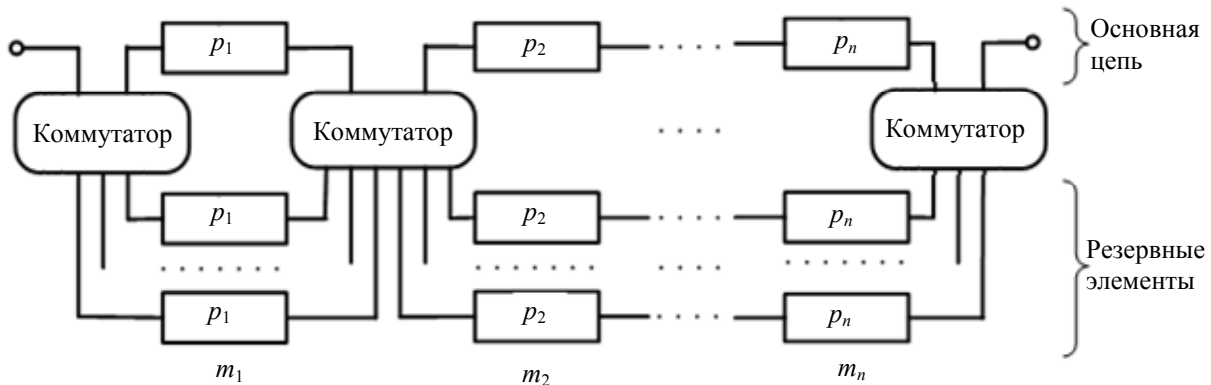 p1 p2 pn Основная
цепь
Коммутатор Коммутатор Коммутатор
p1 p2 pn
Резервные
элементы
p1 p2 pn
m1 m2 mn